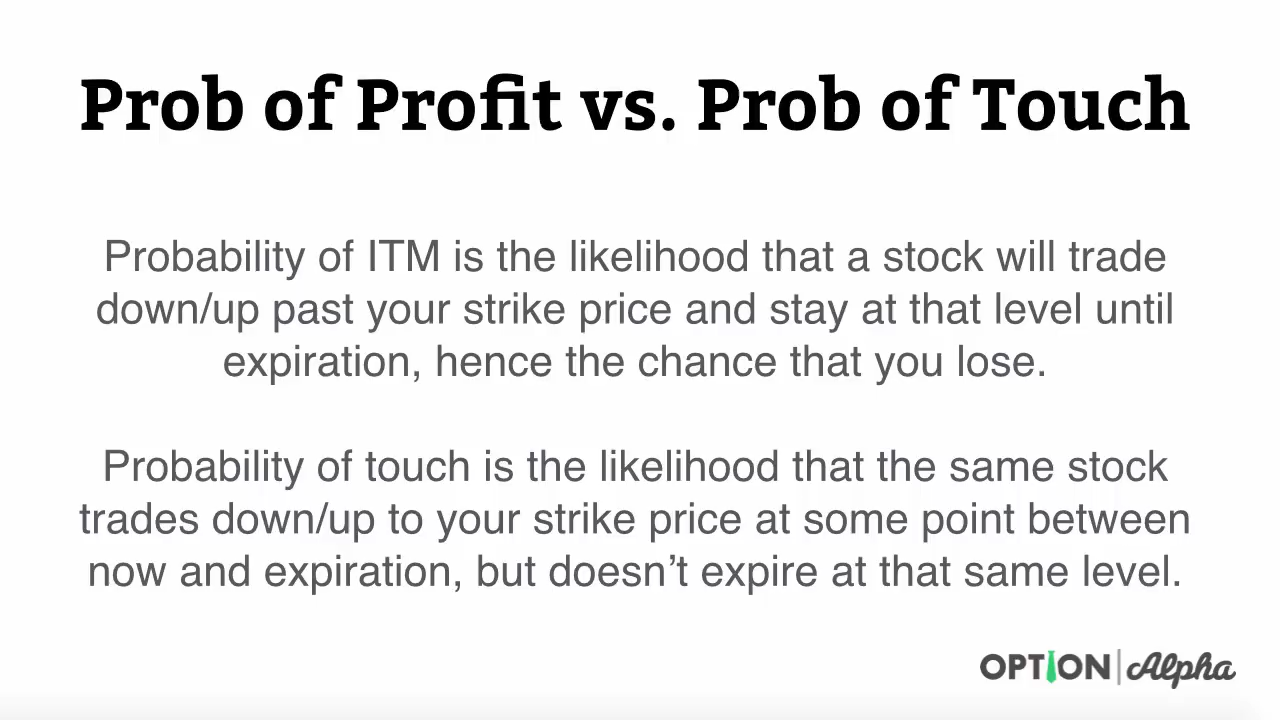 Prob of Profit vs. Prob of Touch
Probability of ITM is the likelihood that a stock will trade
down/up past your strike price and stay at that level until
expiration, hence the chance that you lose.
Probability of touch is the likelihood that the same stock
trades down/up to your strike price at some point between
now and expiration, but doesn’t expire at that same level.
OPTION Alpha